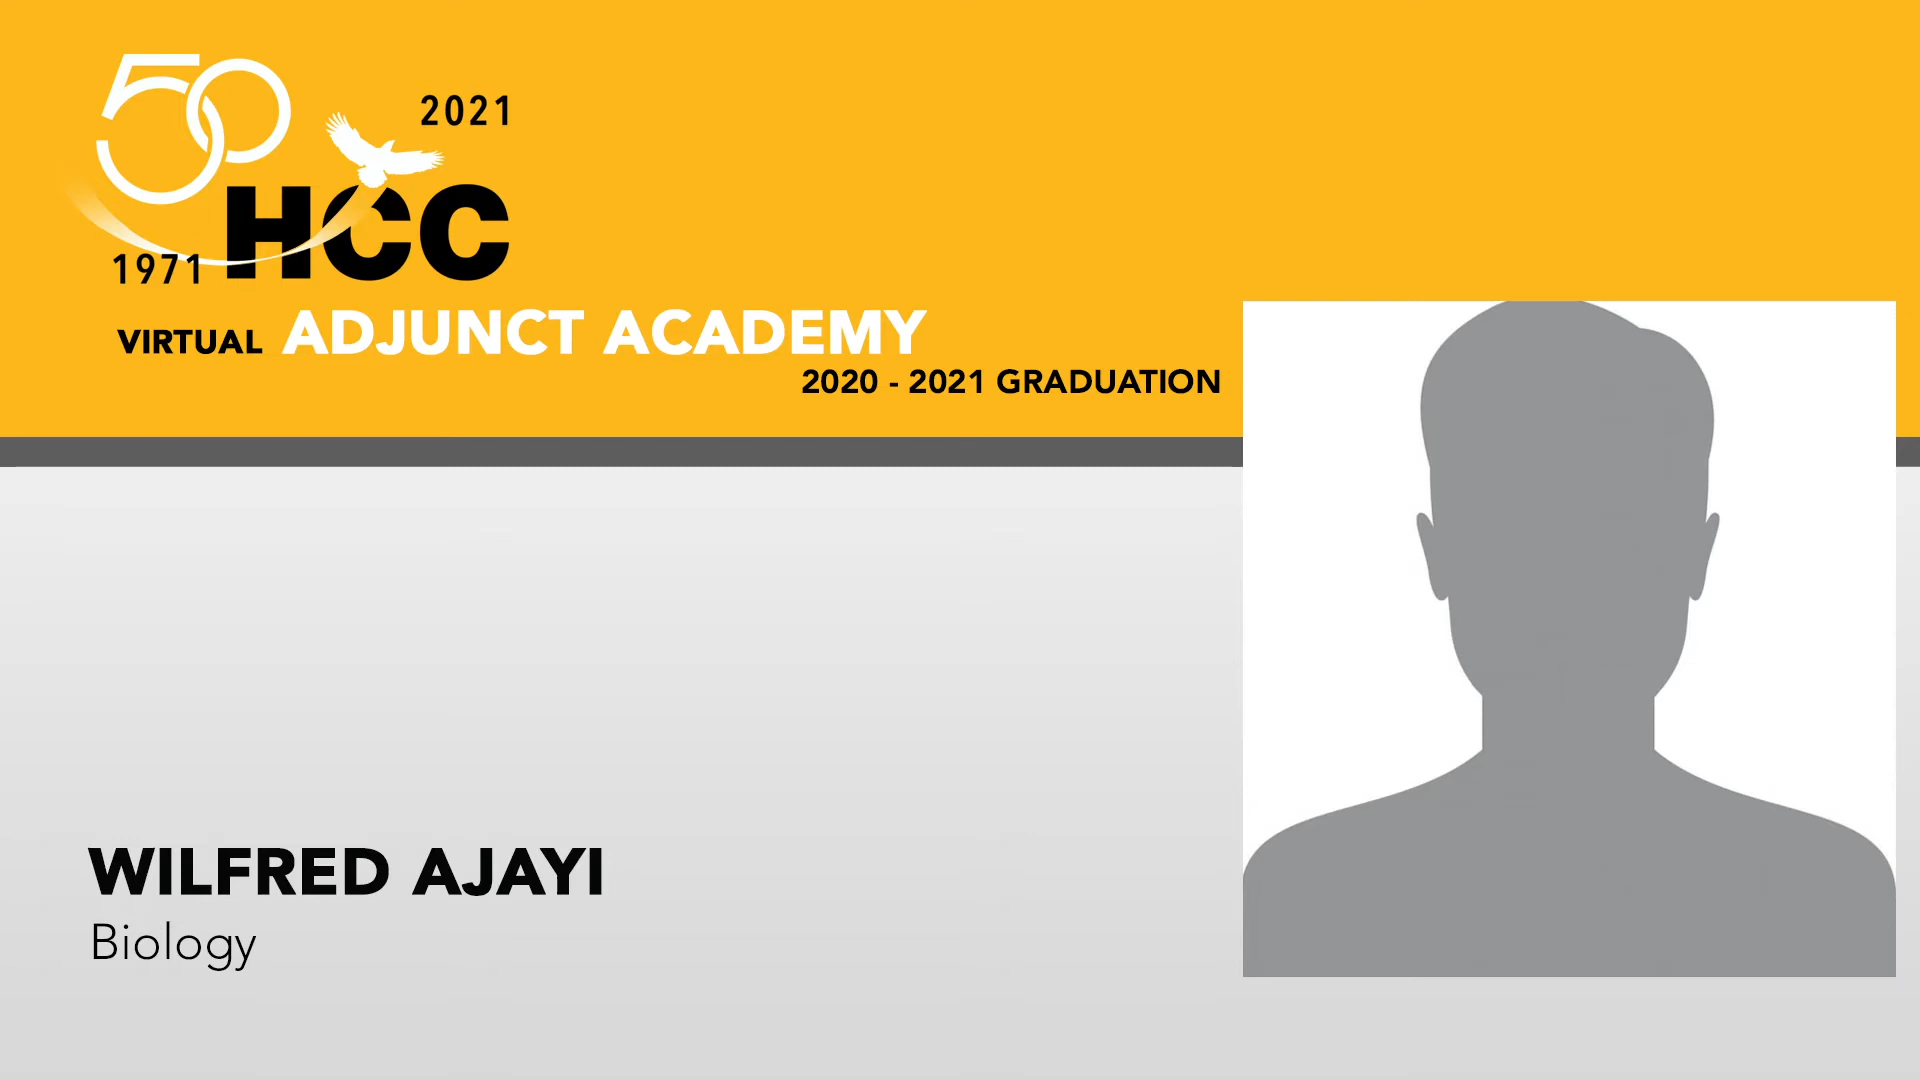 50
2021
HCC
1971
VIRTUAL ADJUNCT ACADEMY
2020 - 2021 GRADUATION
WILFRED AJAYI
Biology